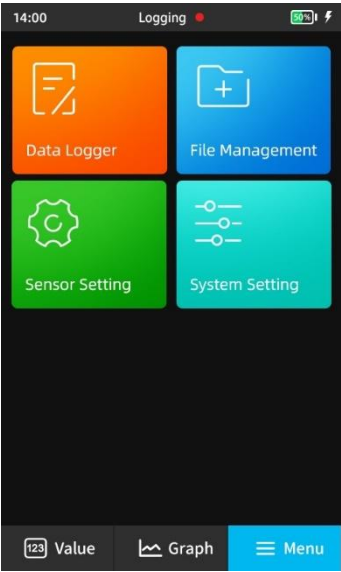 14:00 Logging 50%
Data Logger File Management
Sensor Setting System Setting
123 Value Graph Menu